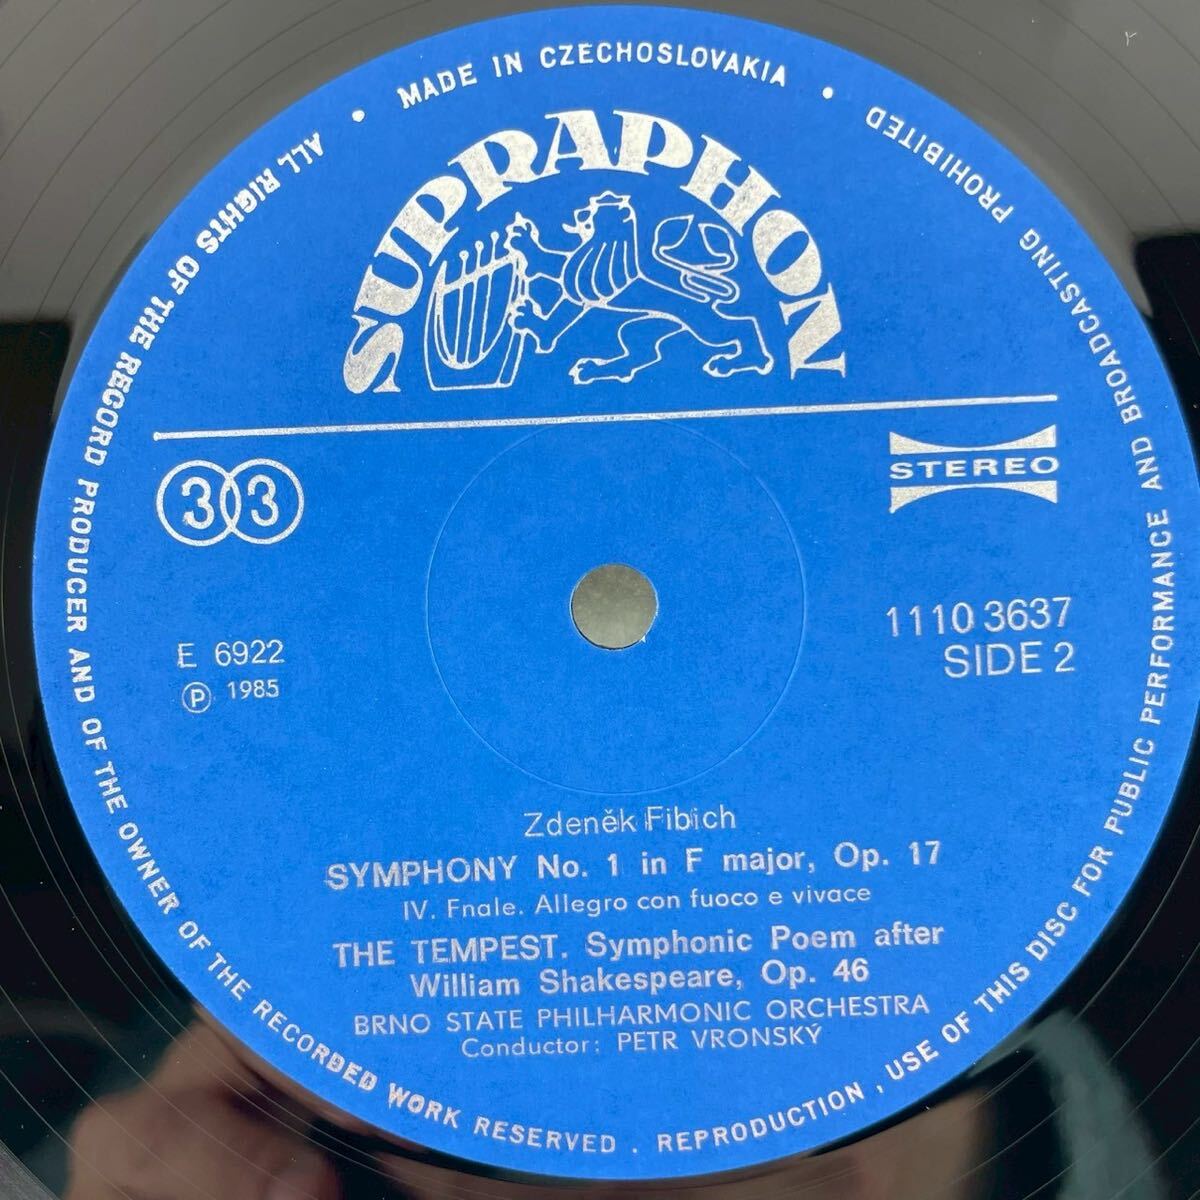 MADE IN CZECHOSLOVAKIA •
ALL RIGHTS OF THE RECORD PRODUCER AND OF THE OWNER OF THE RECORDED WORK RESERVED . REPRODUCTION , USE OF THIS DISC FOR PUBLIC PERFORMANCE AND BROADCASTING PROHIBITED •
SUPRAPHON
33
STEREO
E 6922
Ⓟ 1985
1110 3637
SIDE 2
Zdeněk Fibich
SYMPHONY No. 1 in F major, Op. 17
IV. Fnale. Allegro con fuoco e vivace
THE TEMPEST. Symphonic Poem after
William Shakespeare, Op. 46
BRNO STATE PHILHARMONIC ORCHESTRA
Conductor: PETR VRONSKÝ